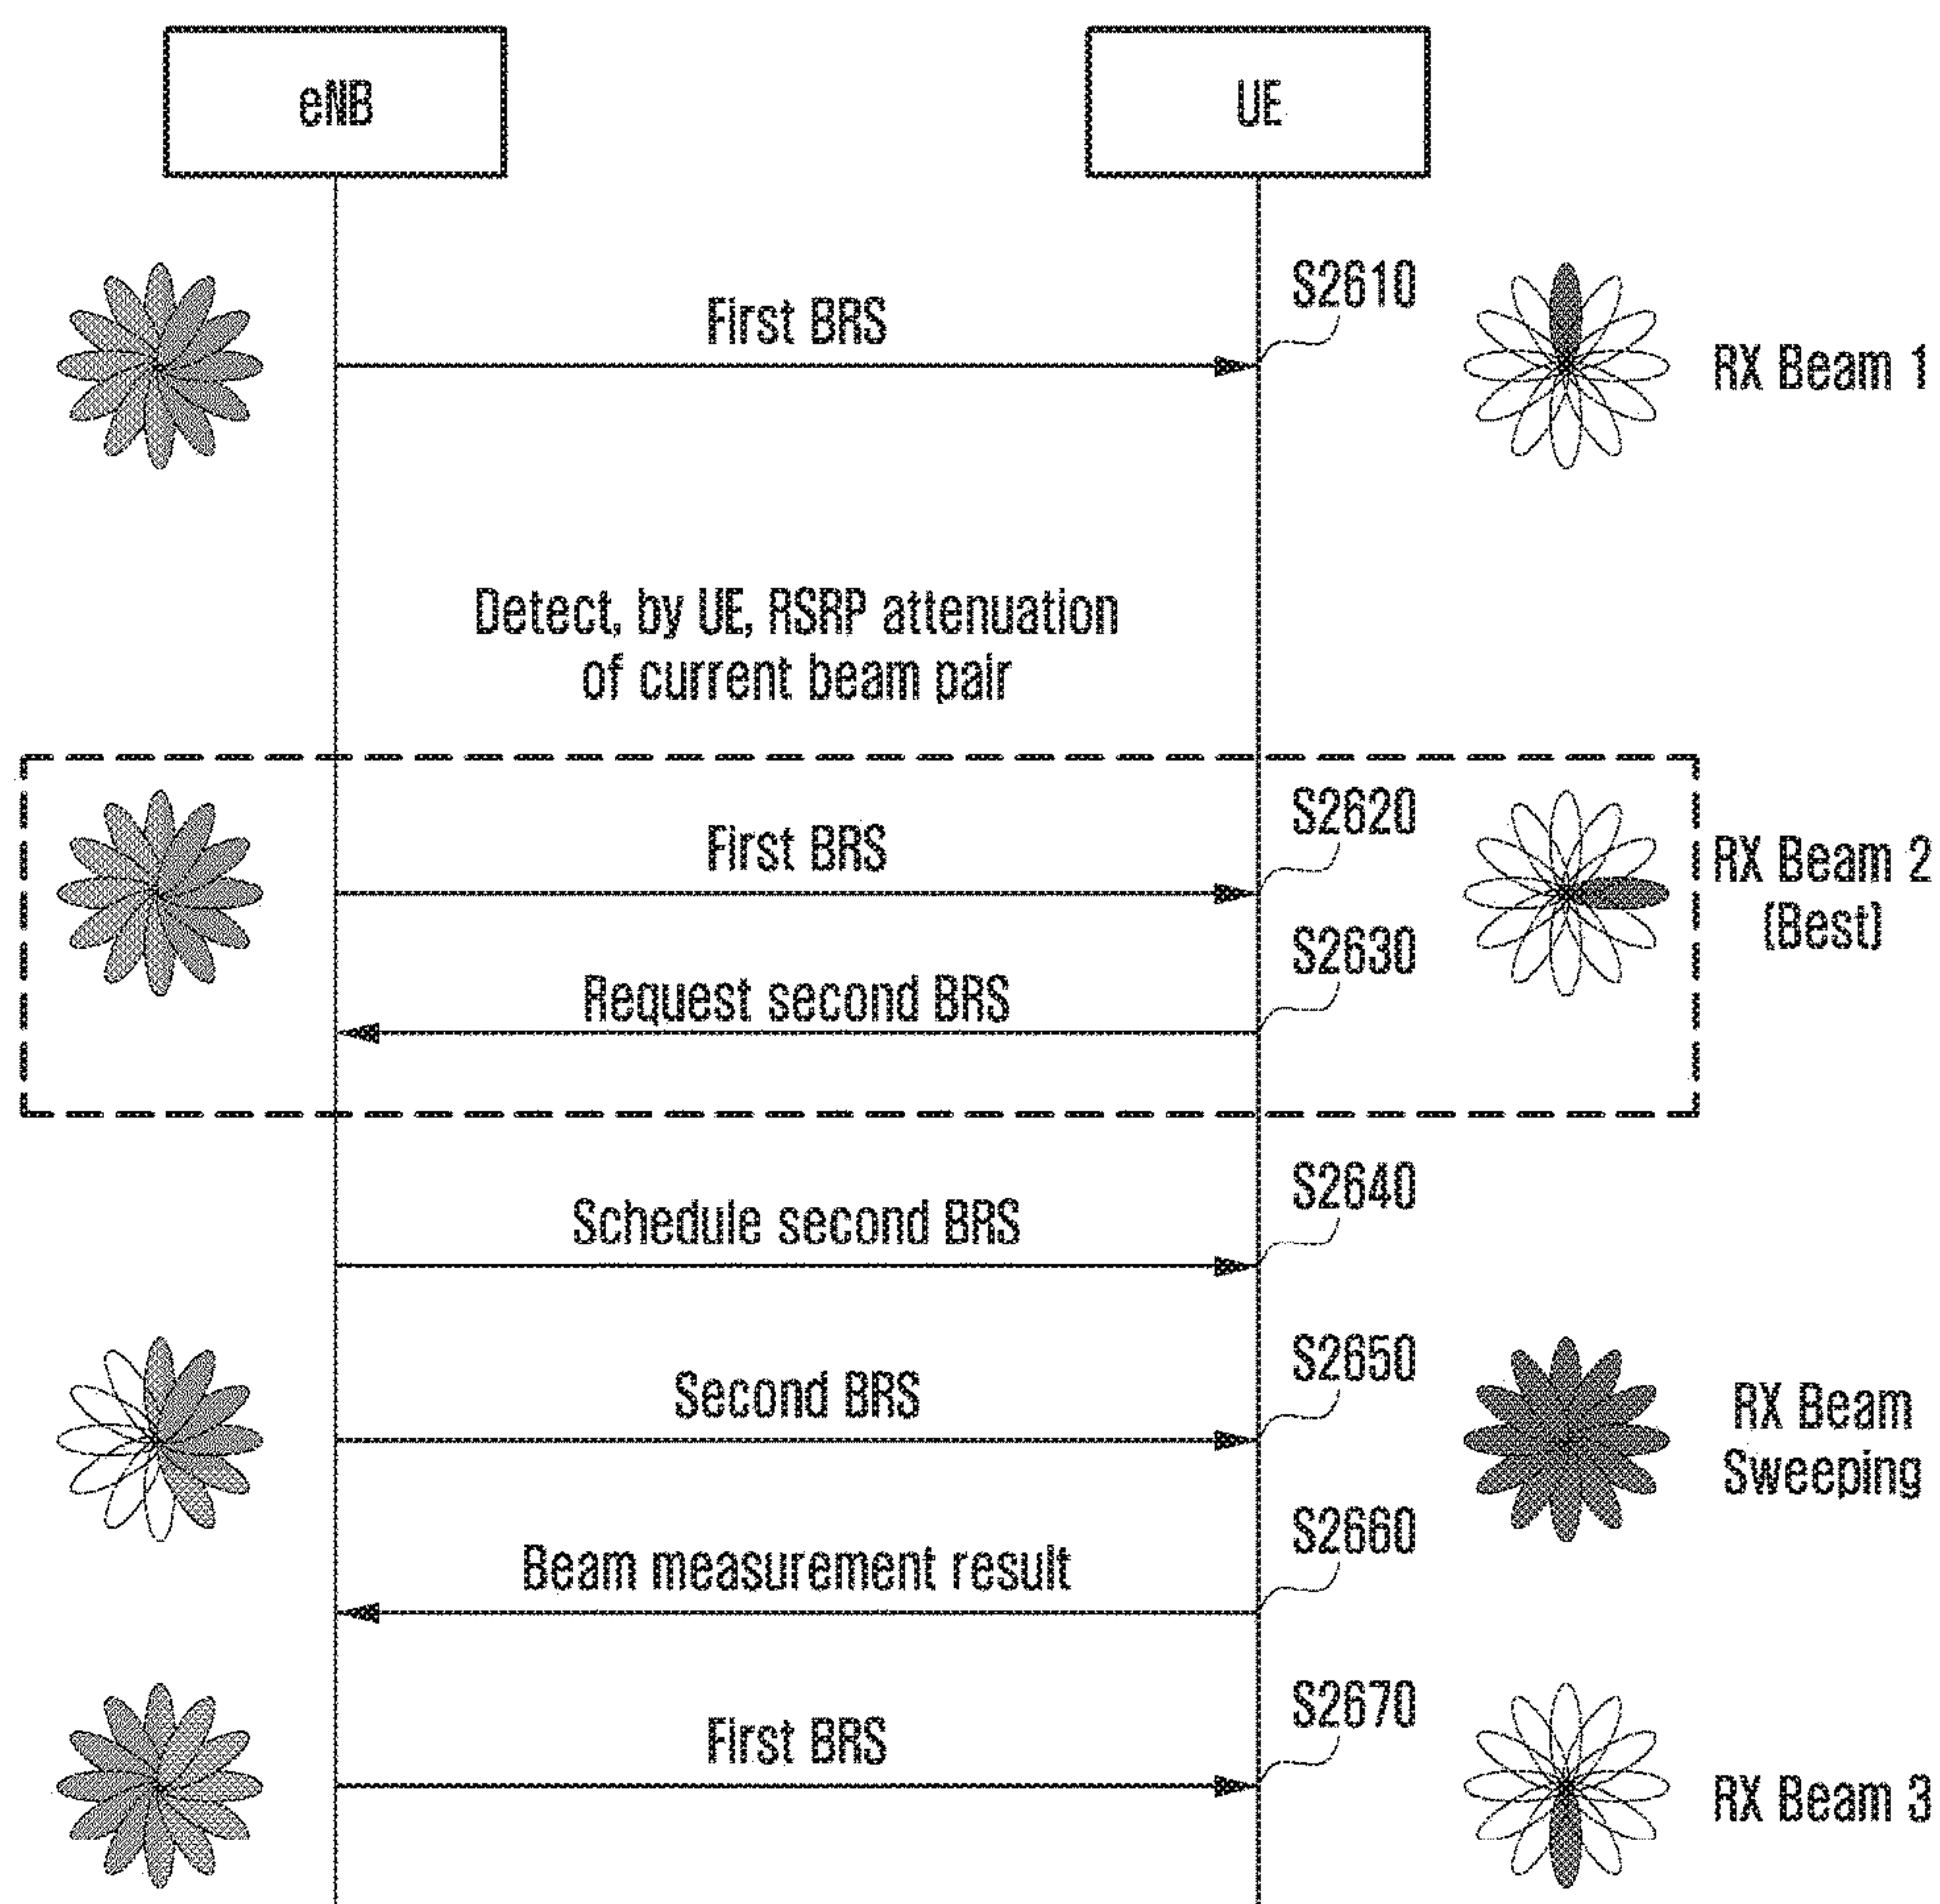 eNB
UE
S2610
First BRS
RX Beam 1
Detect, by UE, RSRP attenuation
of current beam pair
S2620
First BRS
RX Beam 2
(Best)
S2630
Request second BRS
S2640
Schedule second BRS
S2650
Second BRS
RX Beam
Sweeping
S2660
Beam measurement result
S2670
First BRS
RX Beam 3